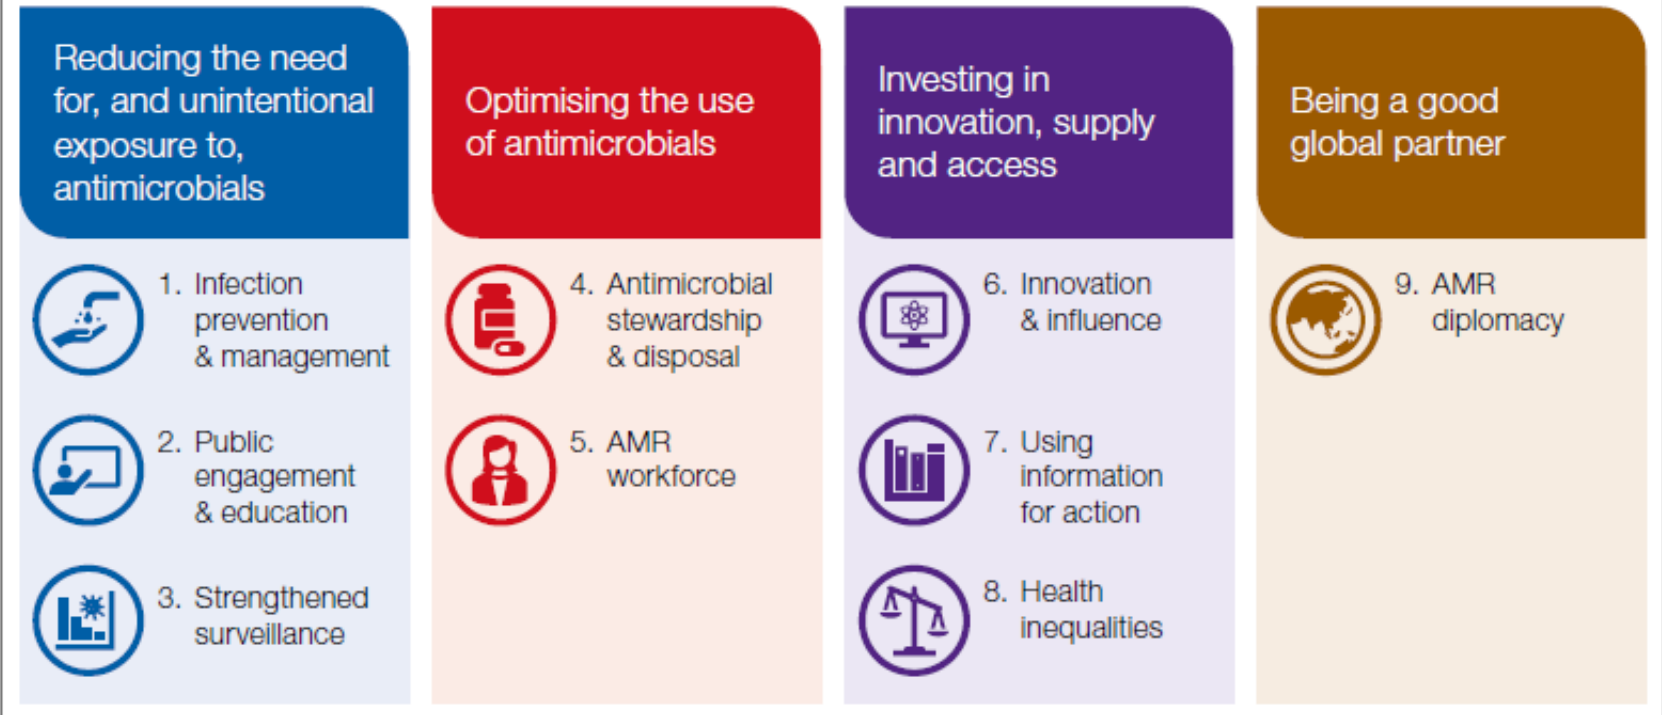 Reducing the need
for, and unintentional
exposure to,
antimicrobials
1. Infection
prevention
& management
2. Public
engagement
& education
3. Strengthened
surveillance
Optimising the use
of antimicrobials
4. Antimicrobial
stewardship
& disposal
5. AMR
workforce
Investing in
innovation, supply
and access
6. Innovation
& influence
7. Using
information
for action
8. Health
inequalities
Being a good
global partner
9. AMR
diplomacy